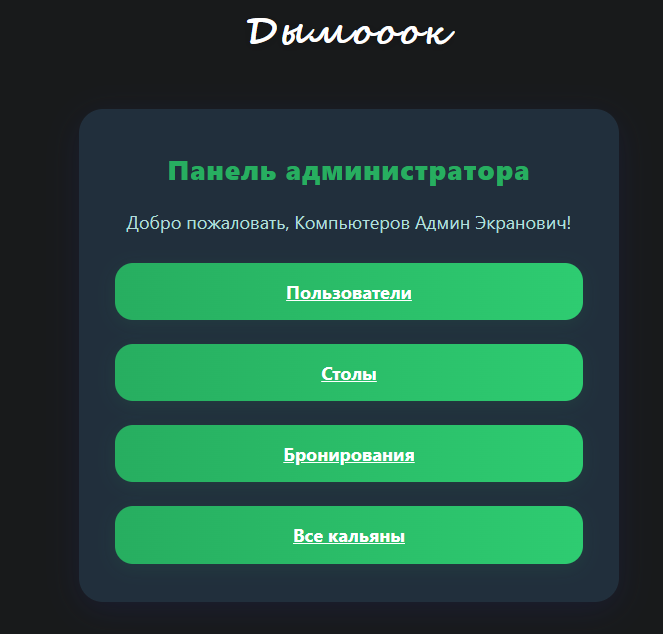 Дымооок
Панель администратора
Добро пожаловать, Компьютеров Админ Экранович!
Пользователи
Столы
Бронирования
Все кальяны